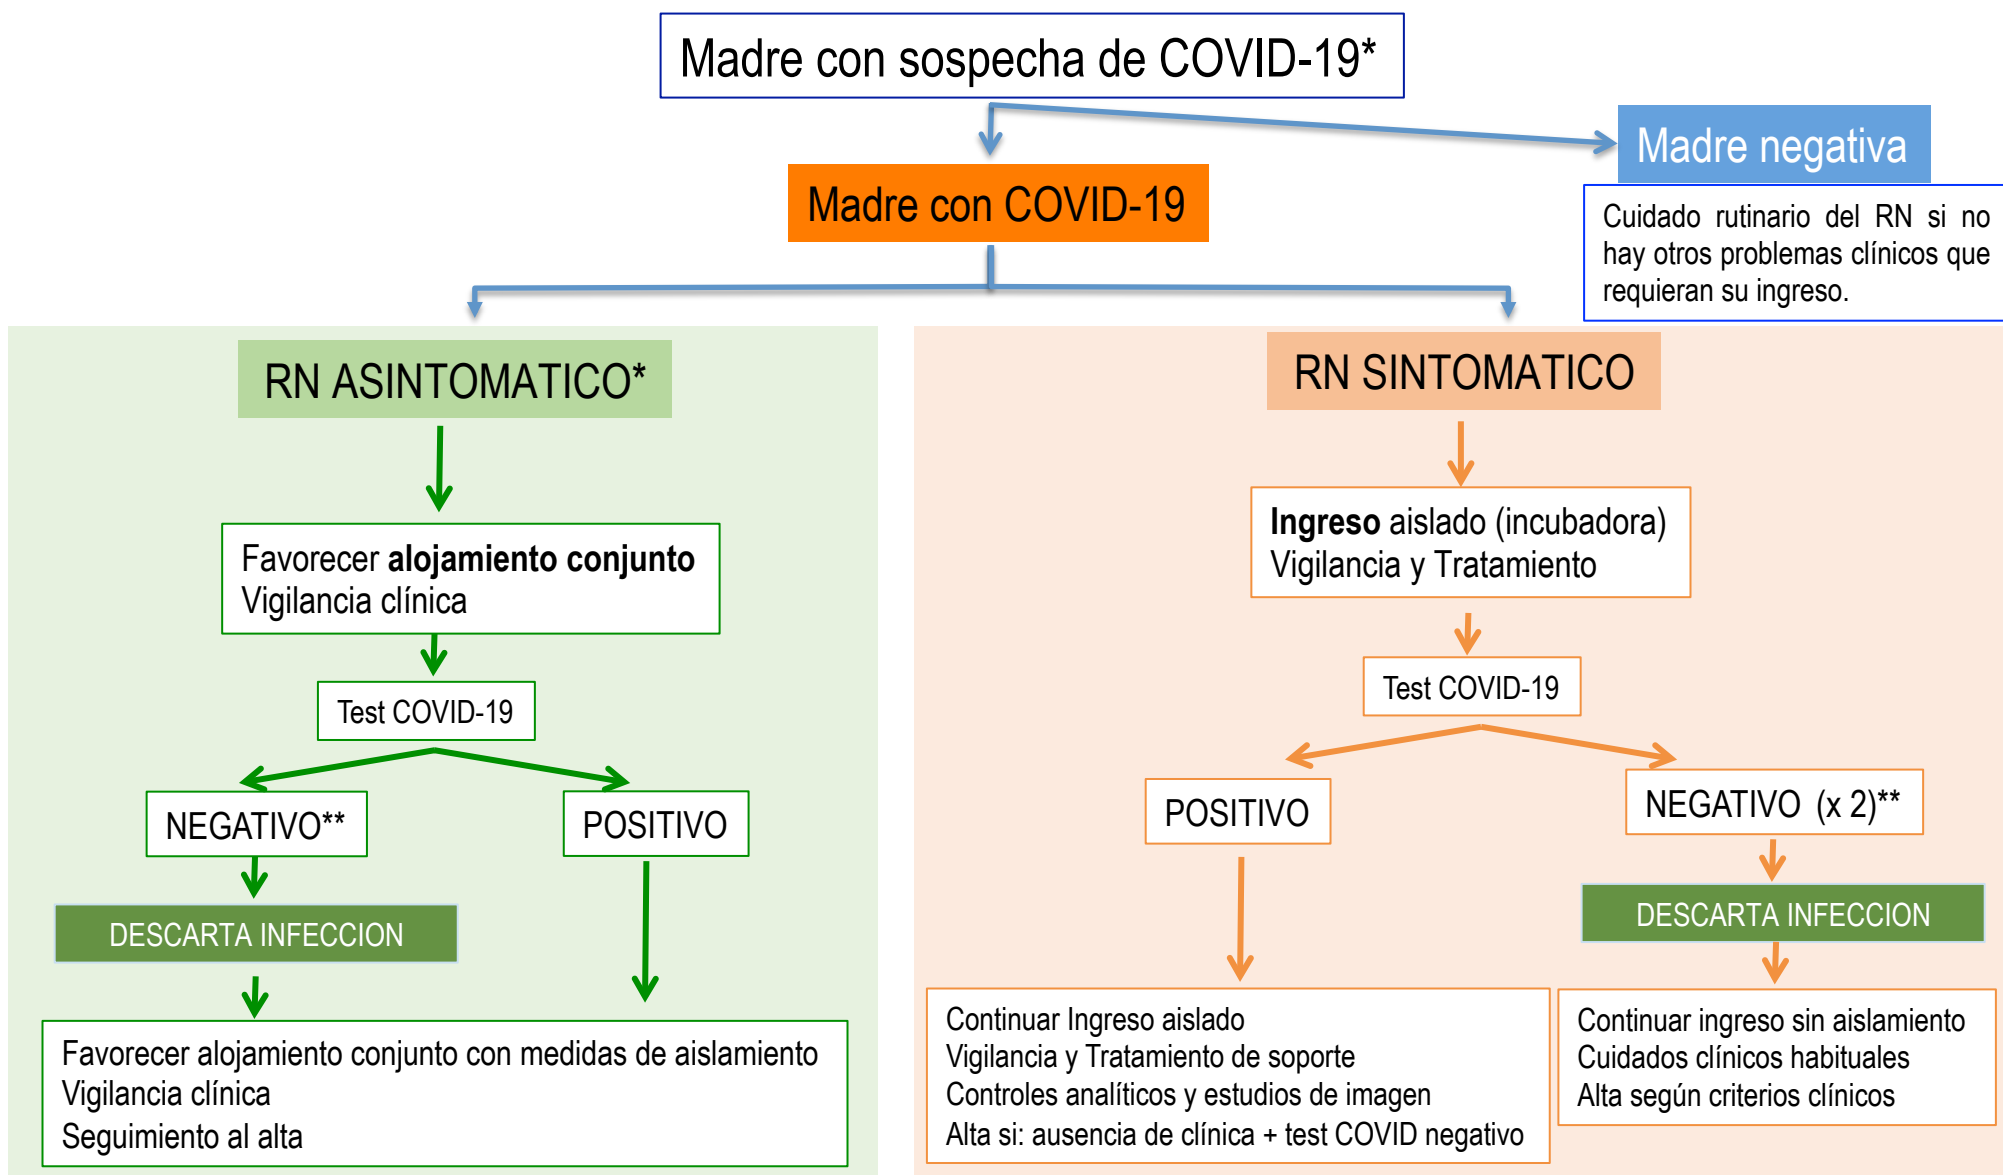 Madre con sospecha de COVID-19*
Madre negativa
Cuidado rutinario del RN si no
hay otros problemas clínicos que
requieran su ingreso.
Madre con COVID-19
RN ASINTOMATICO*
Favorecer alojamiento conjunto
Vigilancia clínica
Test COVID-19
NEGATIVO**
POSITIVO
DESCARTA INFECCION
Favorecer alojamiento conjunto con medidas de aislamiento
Vigilancia clínica
Seguimiento al alta
RN SINTOMATICO
Ingreso aislado (incubadora)
Vigilancia y Tratamiento
Test COVID-19
POSITIVO
NEGATIVO (x 2)**
DESCARTA INFECCION
Continuar Ingreso aislado
Vigilancia y Tratamiento de soporte
Controles analíticos y estudios de imagen
Alta si: ausencia de clínica + test COVID negativo
Continuar ingreso sin aislamiento
Cuidados clínicos habituales
Alta según criterios clínicos